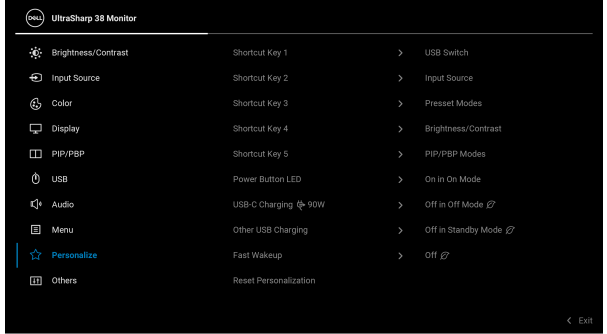 DELL UltraSharp 38 Monitor
Brightness/Contrast Shortcut Key 1 > USB Switch
Input Source Shortcut Key 2 > Input Source
Color Shortcut Key 3 > Presset Modes
Display Shortcut Key 4 > Brightness/Contrast
PIP/PBP Shortcut Key 5 > PIP/PBP Modes
USB Power Button LED > On in On Mode
Audio USB-C Charging 90W > Off in Off Mode
Menu Other USB Charging > Off in Standby Mode
Personalize Fast Wakeup > Off
Others Reset Personalization
< Exit